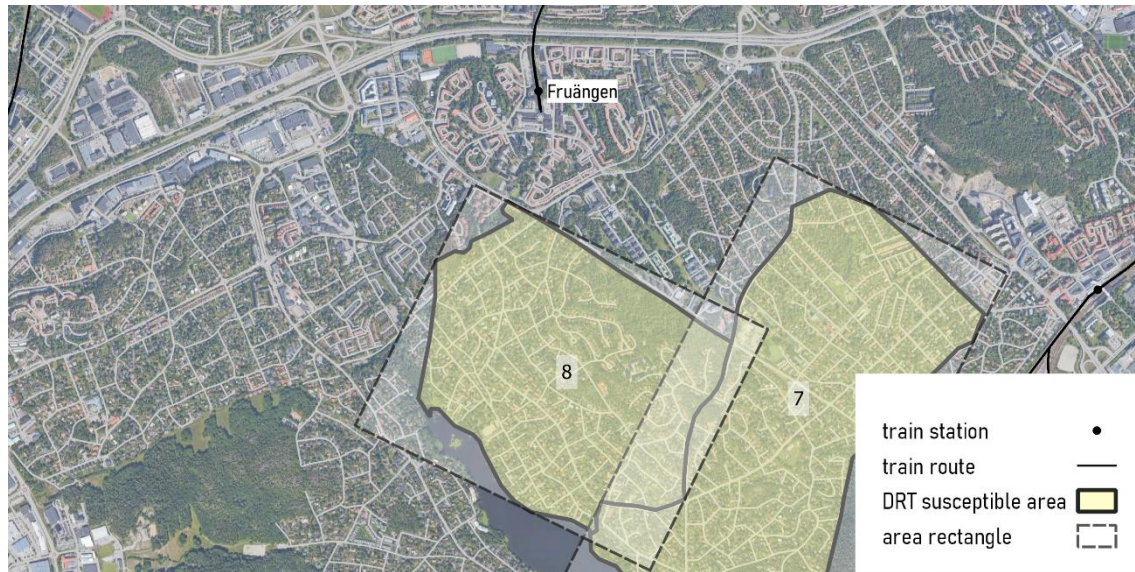 Fruängen
8
7
train station
train route
DRT susceptible area
area rectangle